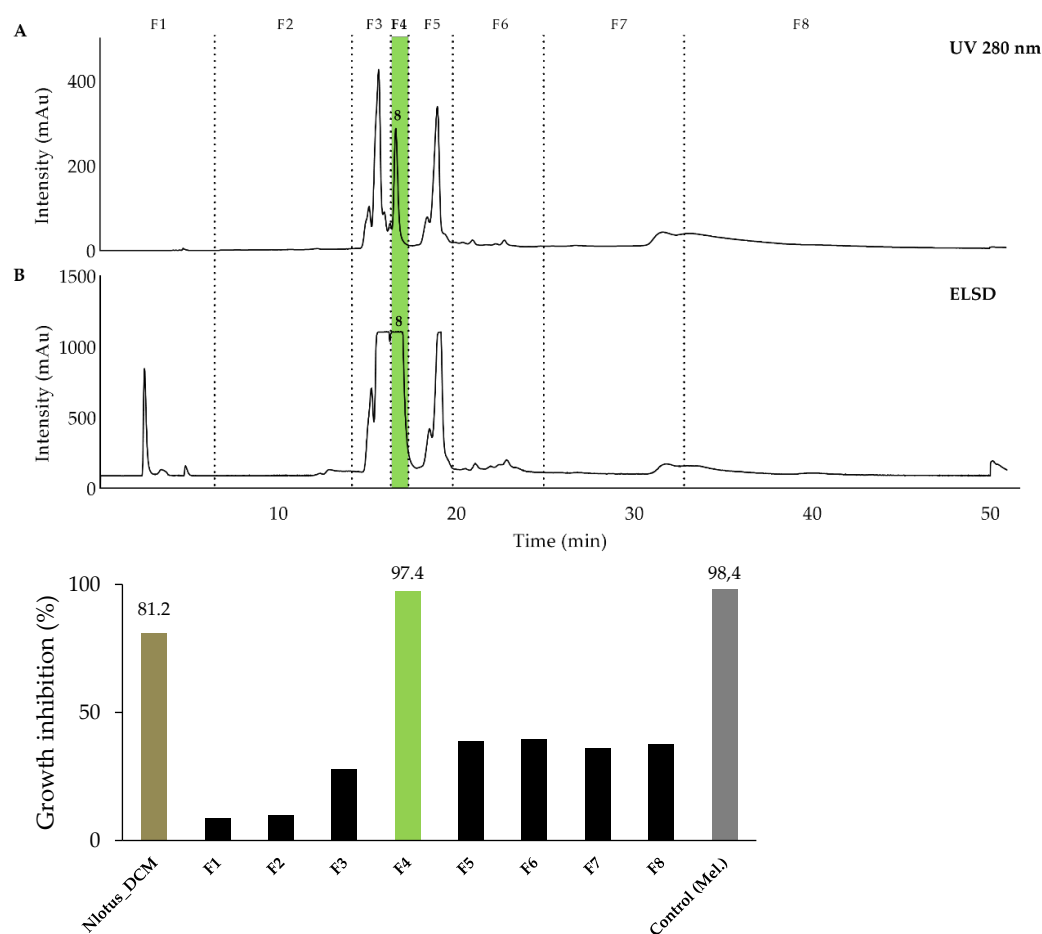 F1 F2 F3 F4 F5 F6 F7 F8
A
UV 280 nm
Intensity (mAu)
400
200
0
8
B
ELSD
Intensity (mAu)
1500
1000
500
0
8
10 20 30 40 50
Time (min)
Growth inhibition (%)
100
50
0
81.2
97.4
98,4
Nlotus_DCM F1 F2 F3 F4 F5 F6 F7 F8 Control (Mel.)